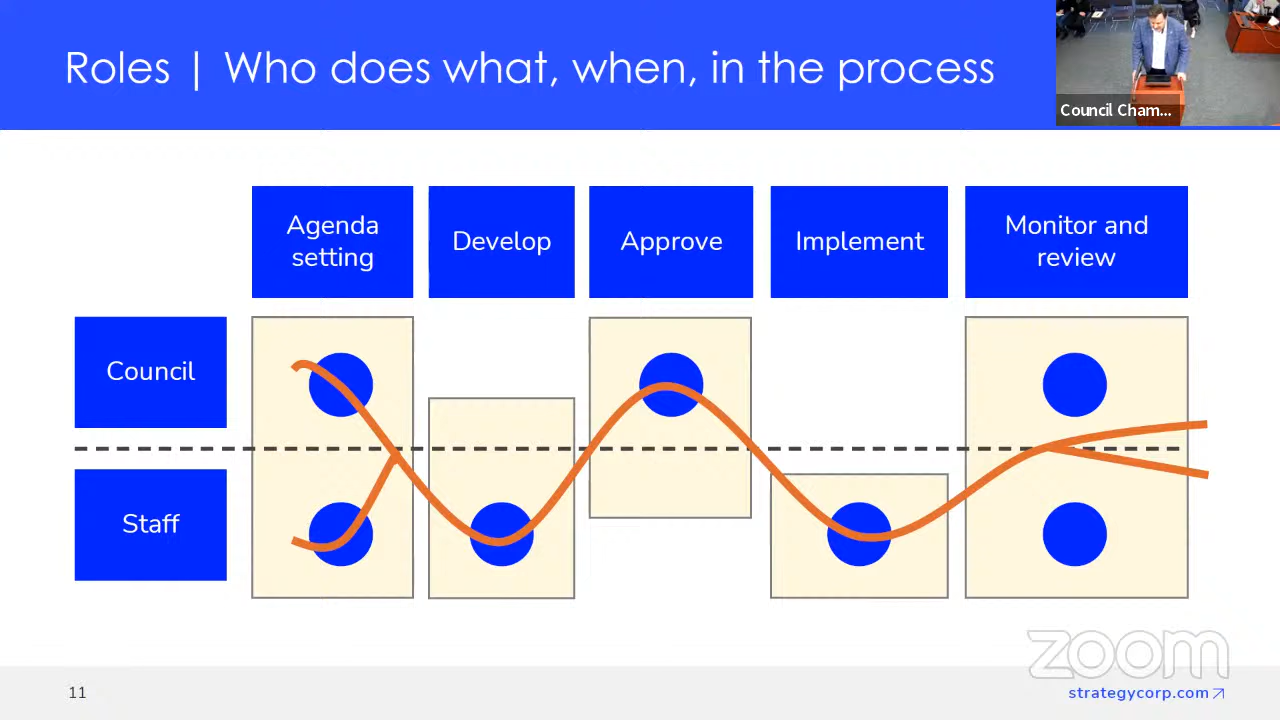 Roles | Who does what, when, in the process
Council Cham...
Agenda
setting
Develop
Approve
Implement
Monitor and
review
Council
Staff
zoom
11
strategycorp.com